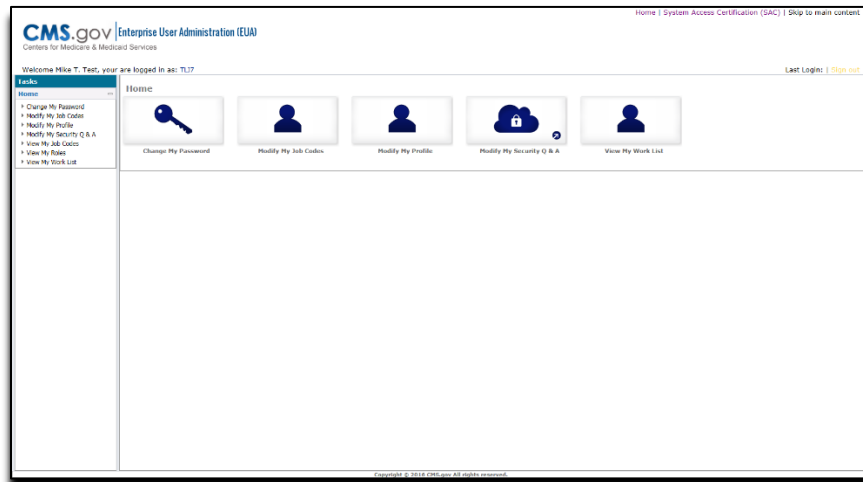 Home | System Access Certification (SAC) | Skip to main content
CMS.gov Enterprise User Administration (EUA)
Centers for Medicare & Medicaid Services
Welcome Mike T. Test, your are logged in as: TLI7
Last Login: | Sign out
Tasks
Home
Change My Password
Modify My Job Codes
Modify My Profile
Modify My Security Q & A
View My Job Codes
View My Roles
View My Work List
Home
Change My Password
Modify My Job Codes
Modify My Profile
Modify My Security Q & A
View My Work List
Copyright © 2016 CMS.gov All rights reserved.